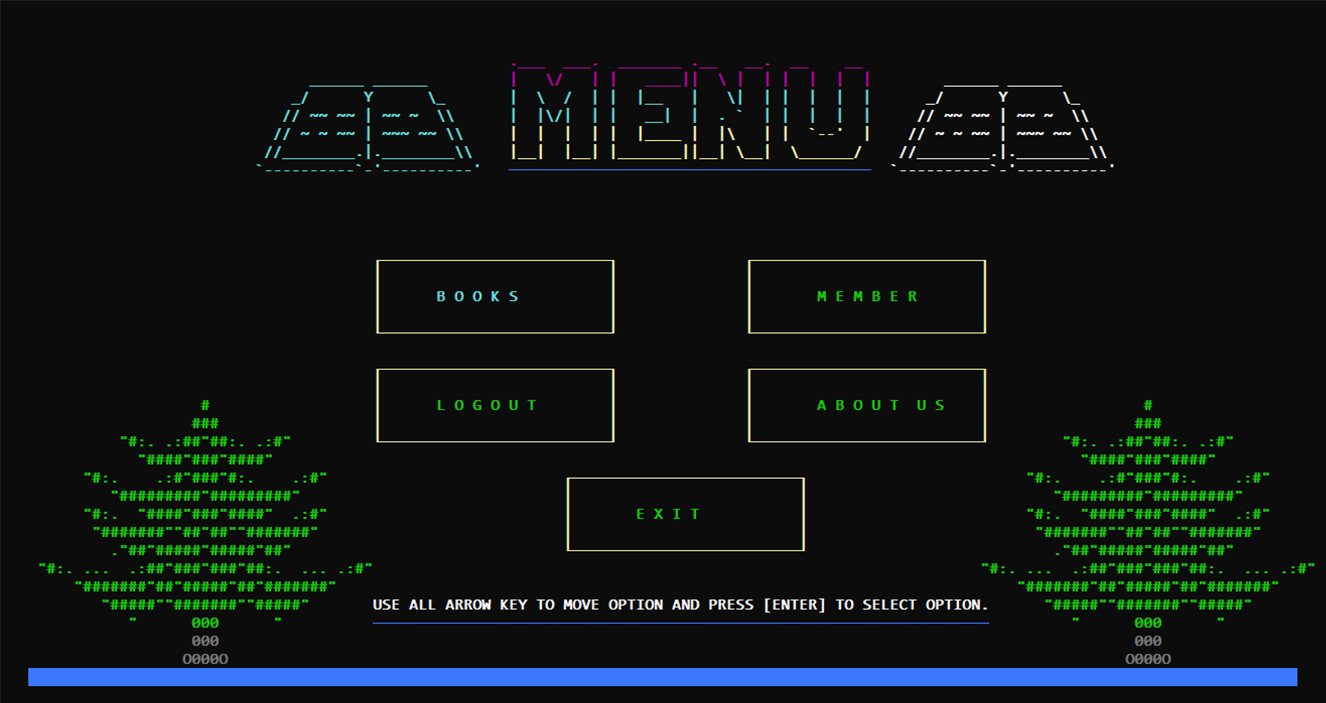 MENU
BOOKS MEMBER
LOGOUT ABOUT US
EXIT
USE ALL ARROW KEY TO MOVE OPTION AND PRESS [ENTER] TO SELECT OPTION.